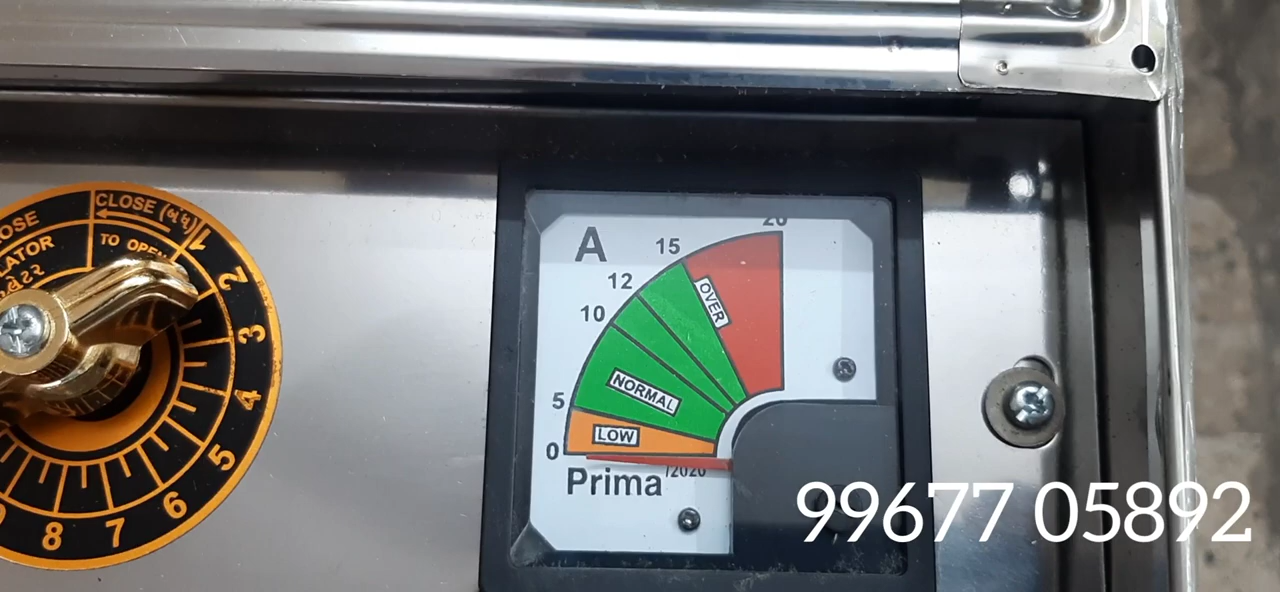 CLOSE (બંધ)
TO OPEN
LATOR
1
2
3
4
5
6
7
8
A
20
15
12
10
5
0
OVER
NORMAL
LOW
Prima
/2020
99677 05892